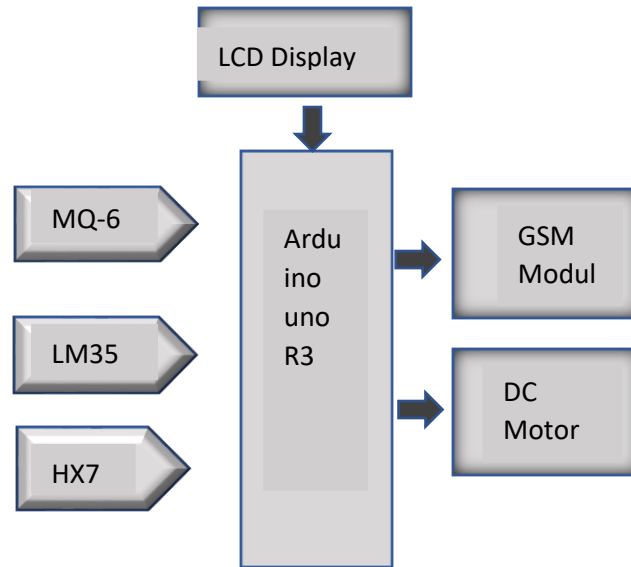 LCD Display
MQ-6
LM35
HX7
Ardu
ino
uno
R3
GSM
Modul
DC
Motor